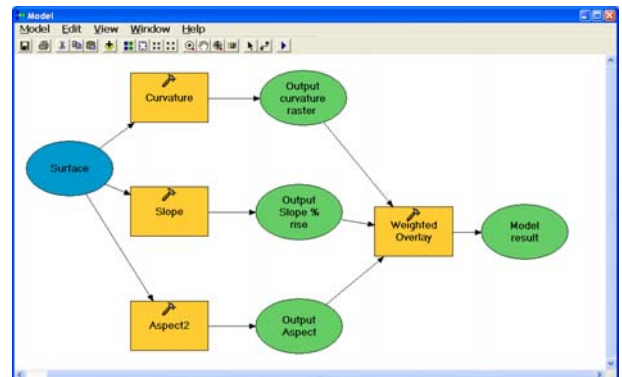 Model
Model Edit View Window Help
Curvature
Output
curvature
raster
Surface
Slope
Output
Slope %
rise
Weighted
Overlay
Model
result
Aspect2
Output
Aspect